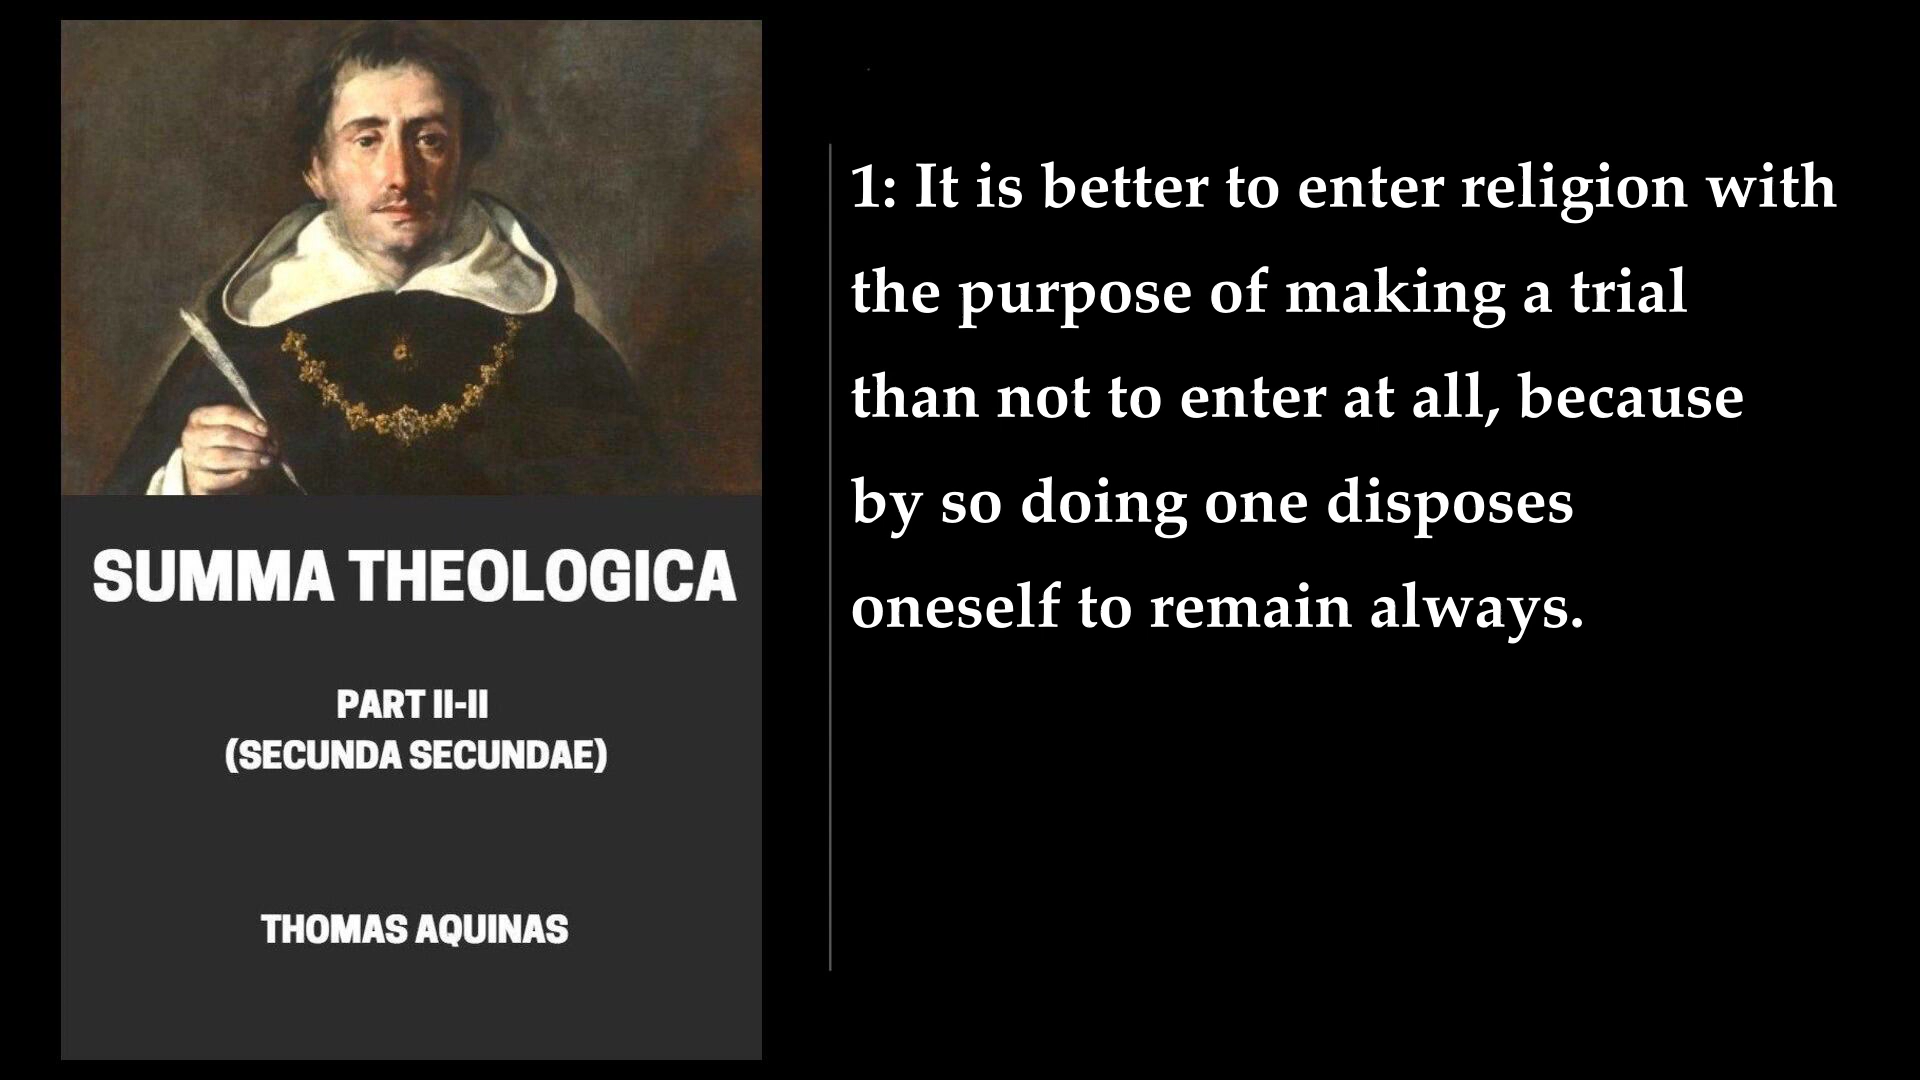 SUMMA THEOLOGICA
PART II-II
(SECUNDA SECUNDAE)
THOMAS AQUINAS
1: It is better to enter religion with
the purpose of making a trial
than not to enter at all, because
by so doing one disposes
oneself to remain always.